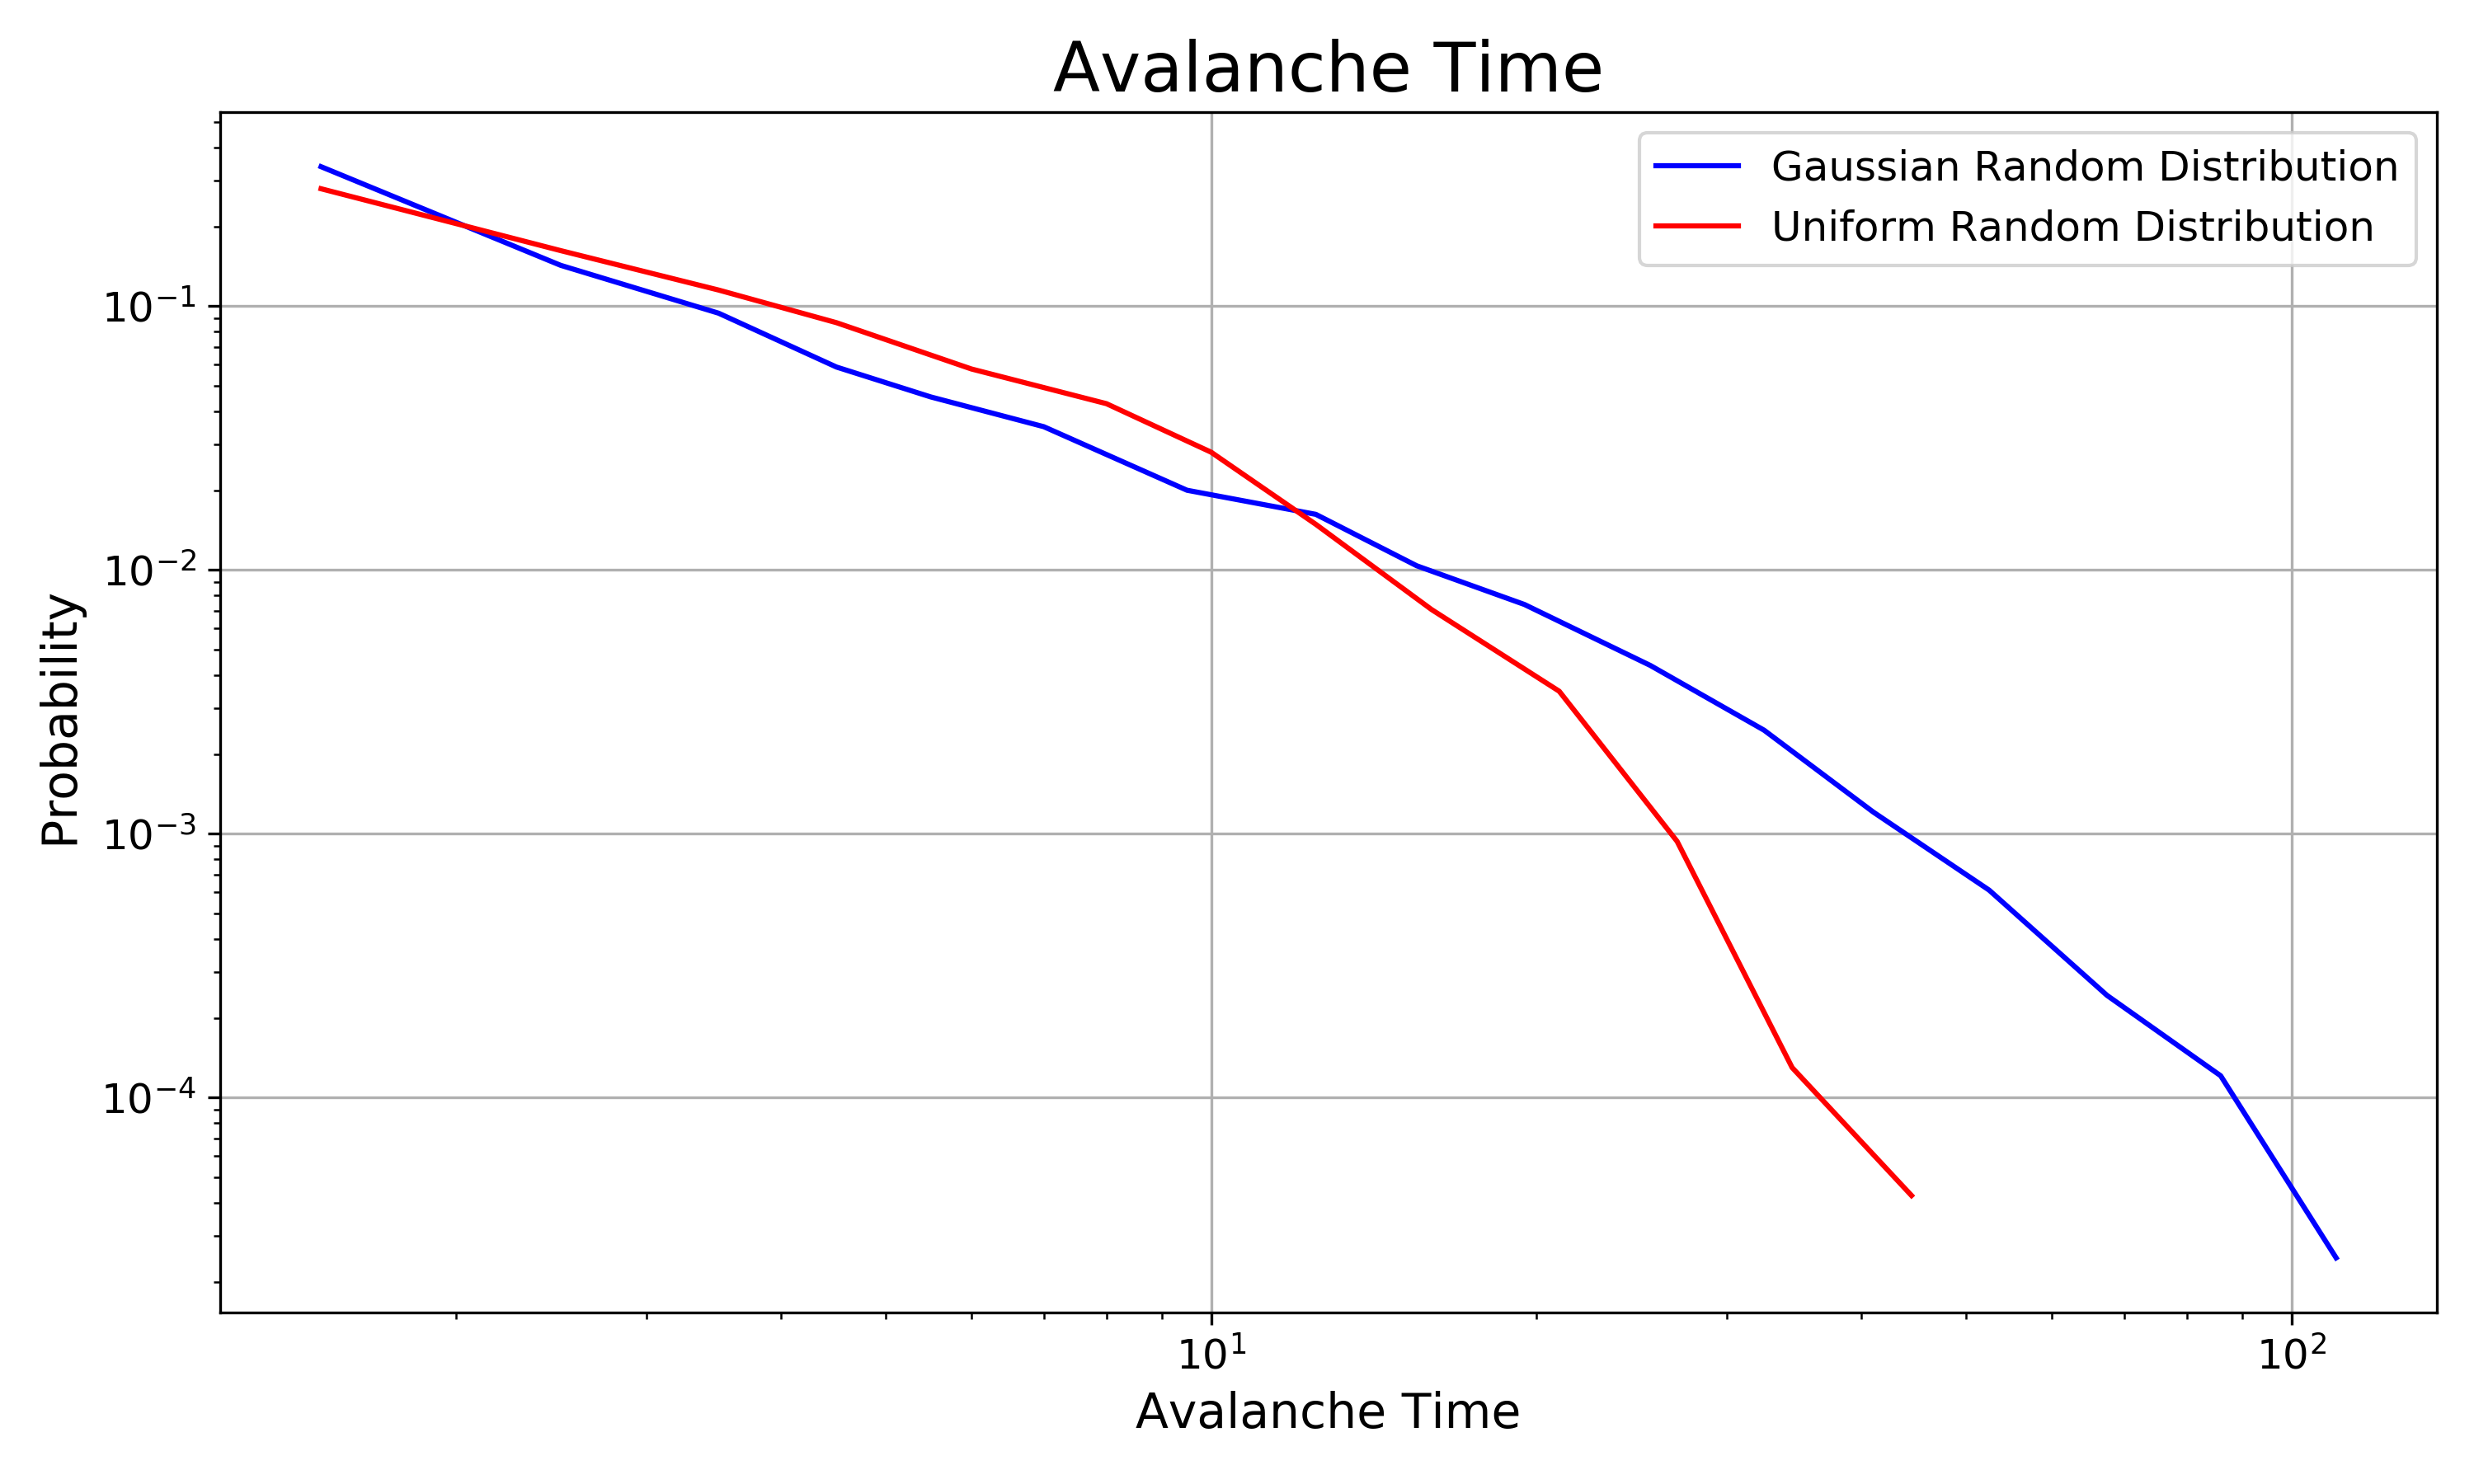 Avalanche Time
Gaussian Random Distribution
Uniform Random Distribution
Probability
10⁻¹
10⁻²
10⁻³
10⁻⁴
10¹
10²
Avalanche Time